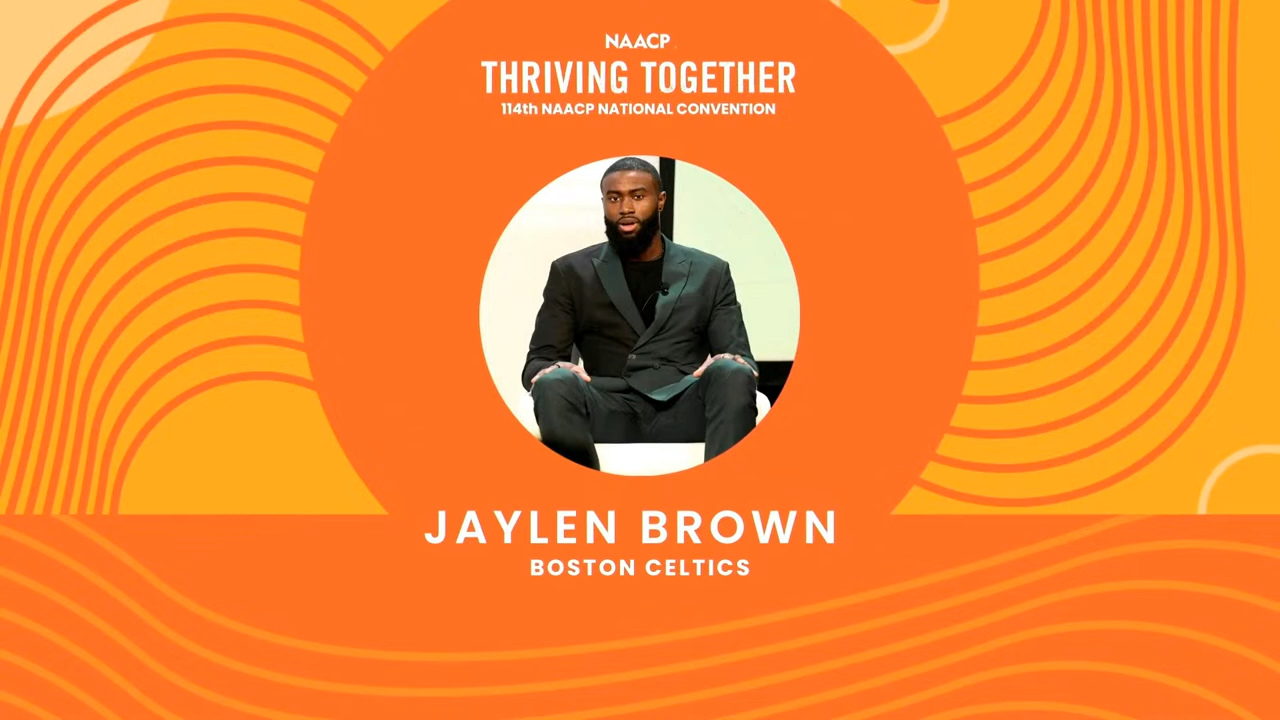 NAACP
THRIVING TOGETHER
114th NAACP NATIONAL CONVENTION
JAYLEN BROWN
BOSTON CELTICS